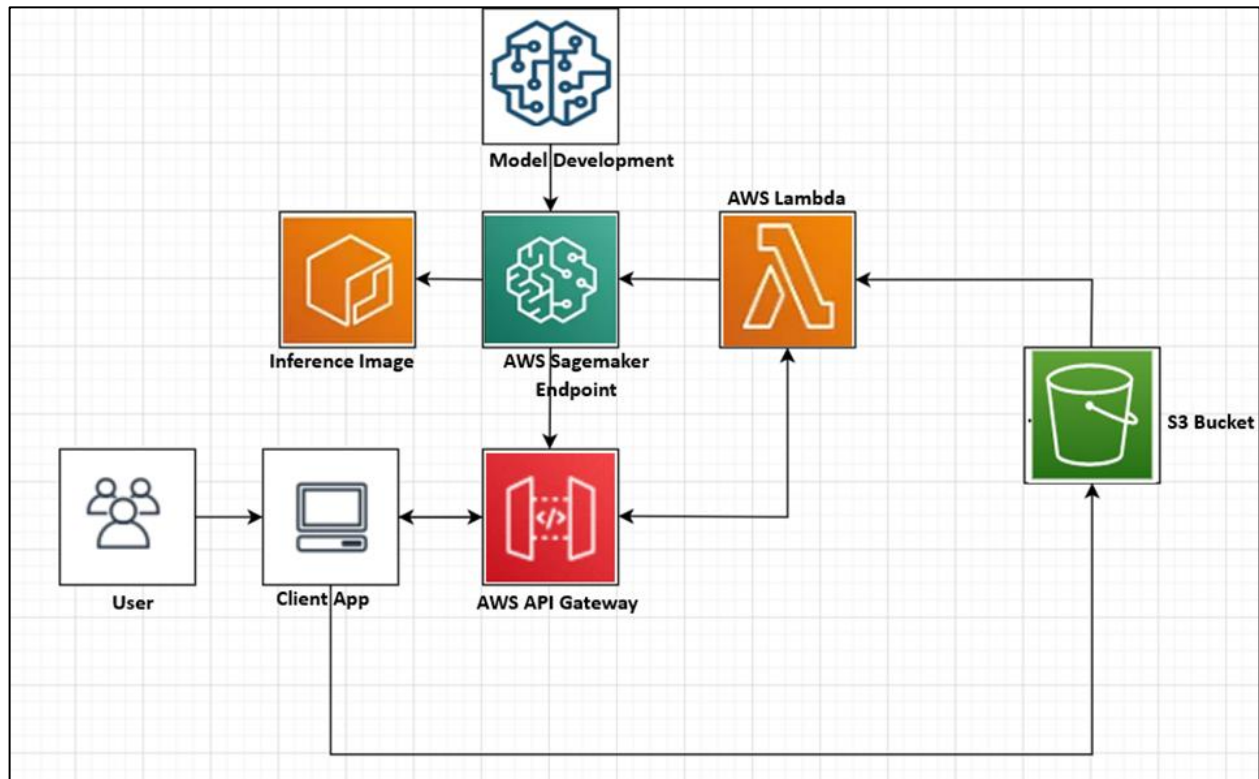 Model Development
AWS Lambda
Inference Image
AWS Sagemaker
Endpoint
S3 Bucket
</>
User
Client App
AWS API Gateway